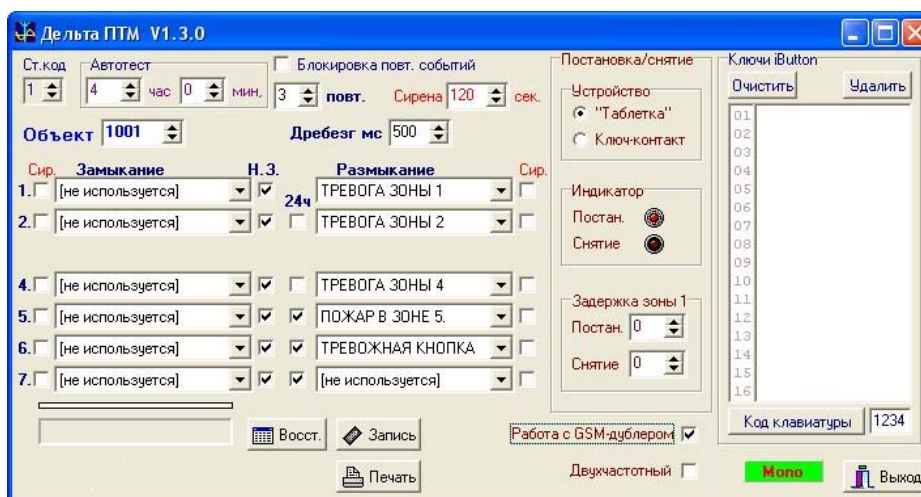 Дельта ПТМ V1.3.0
Ст.код Автотест Блокировка повт. событий
1 4 час 0 мин, 3 повт. Сирена 120 сек.
Объект 1001 Дребезг мс 500
Сир. Замыкание Н.З. Размыкание Сир.
24ч
1. [не используется] ТРЕВОГА ЗОНЫ 1
2. [не используется] ТРЕВОГА ЗОНЫ 2
4. [не используется] ТРЕВОГА ЗОНЫ 4
5. [не используется] ПОЖАР В ЗОНЕ 5.
6. [не используется] ТРЕВОЖНАЯ КНОПКА
7. [не используется] [не используется]
Восст. Запись
Печать
Постановка/снятие
Устройство
"Таблетка"
Ключ-контакт
Индикатор
Постан.
Снятие
Задержка зоны 1
Постан. 0
Снятие 0
Работа с GSM-дублером
Двухчастотный
Ключи iButton
Очистить Удалить
01
02
03
04
05
06
07
08
09
10
11
12
13
14
15
16
Код клавиатуры 1234
Mono Выход